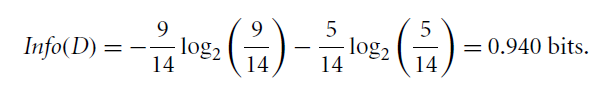 Info(D) = −9/14 log₂(9/14) − 5/14 log₂(5/14) = 0.940 bits.